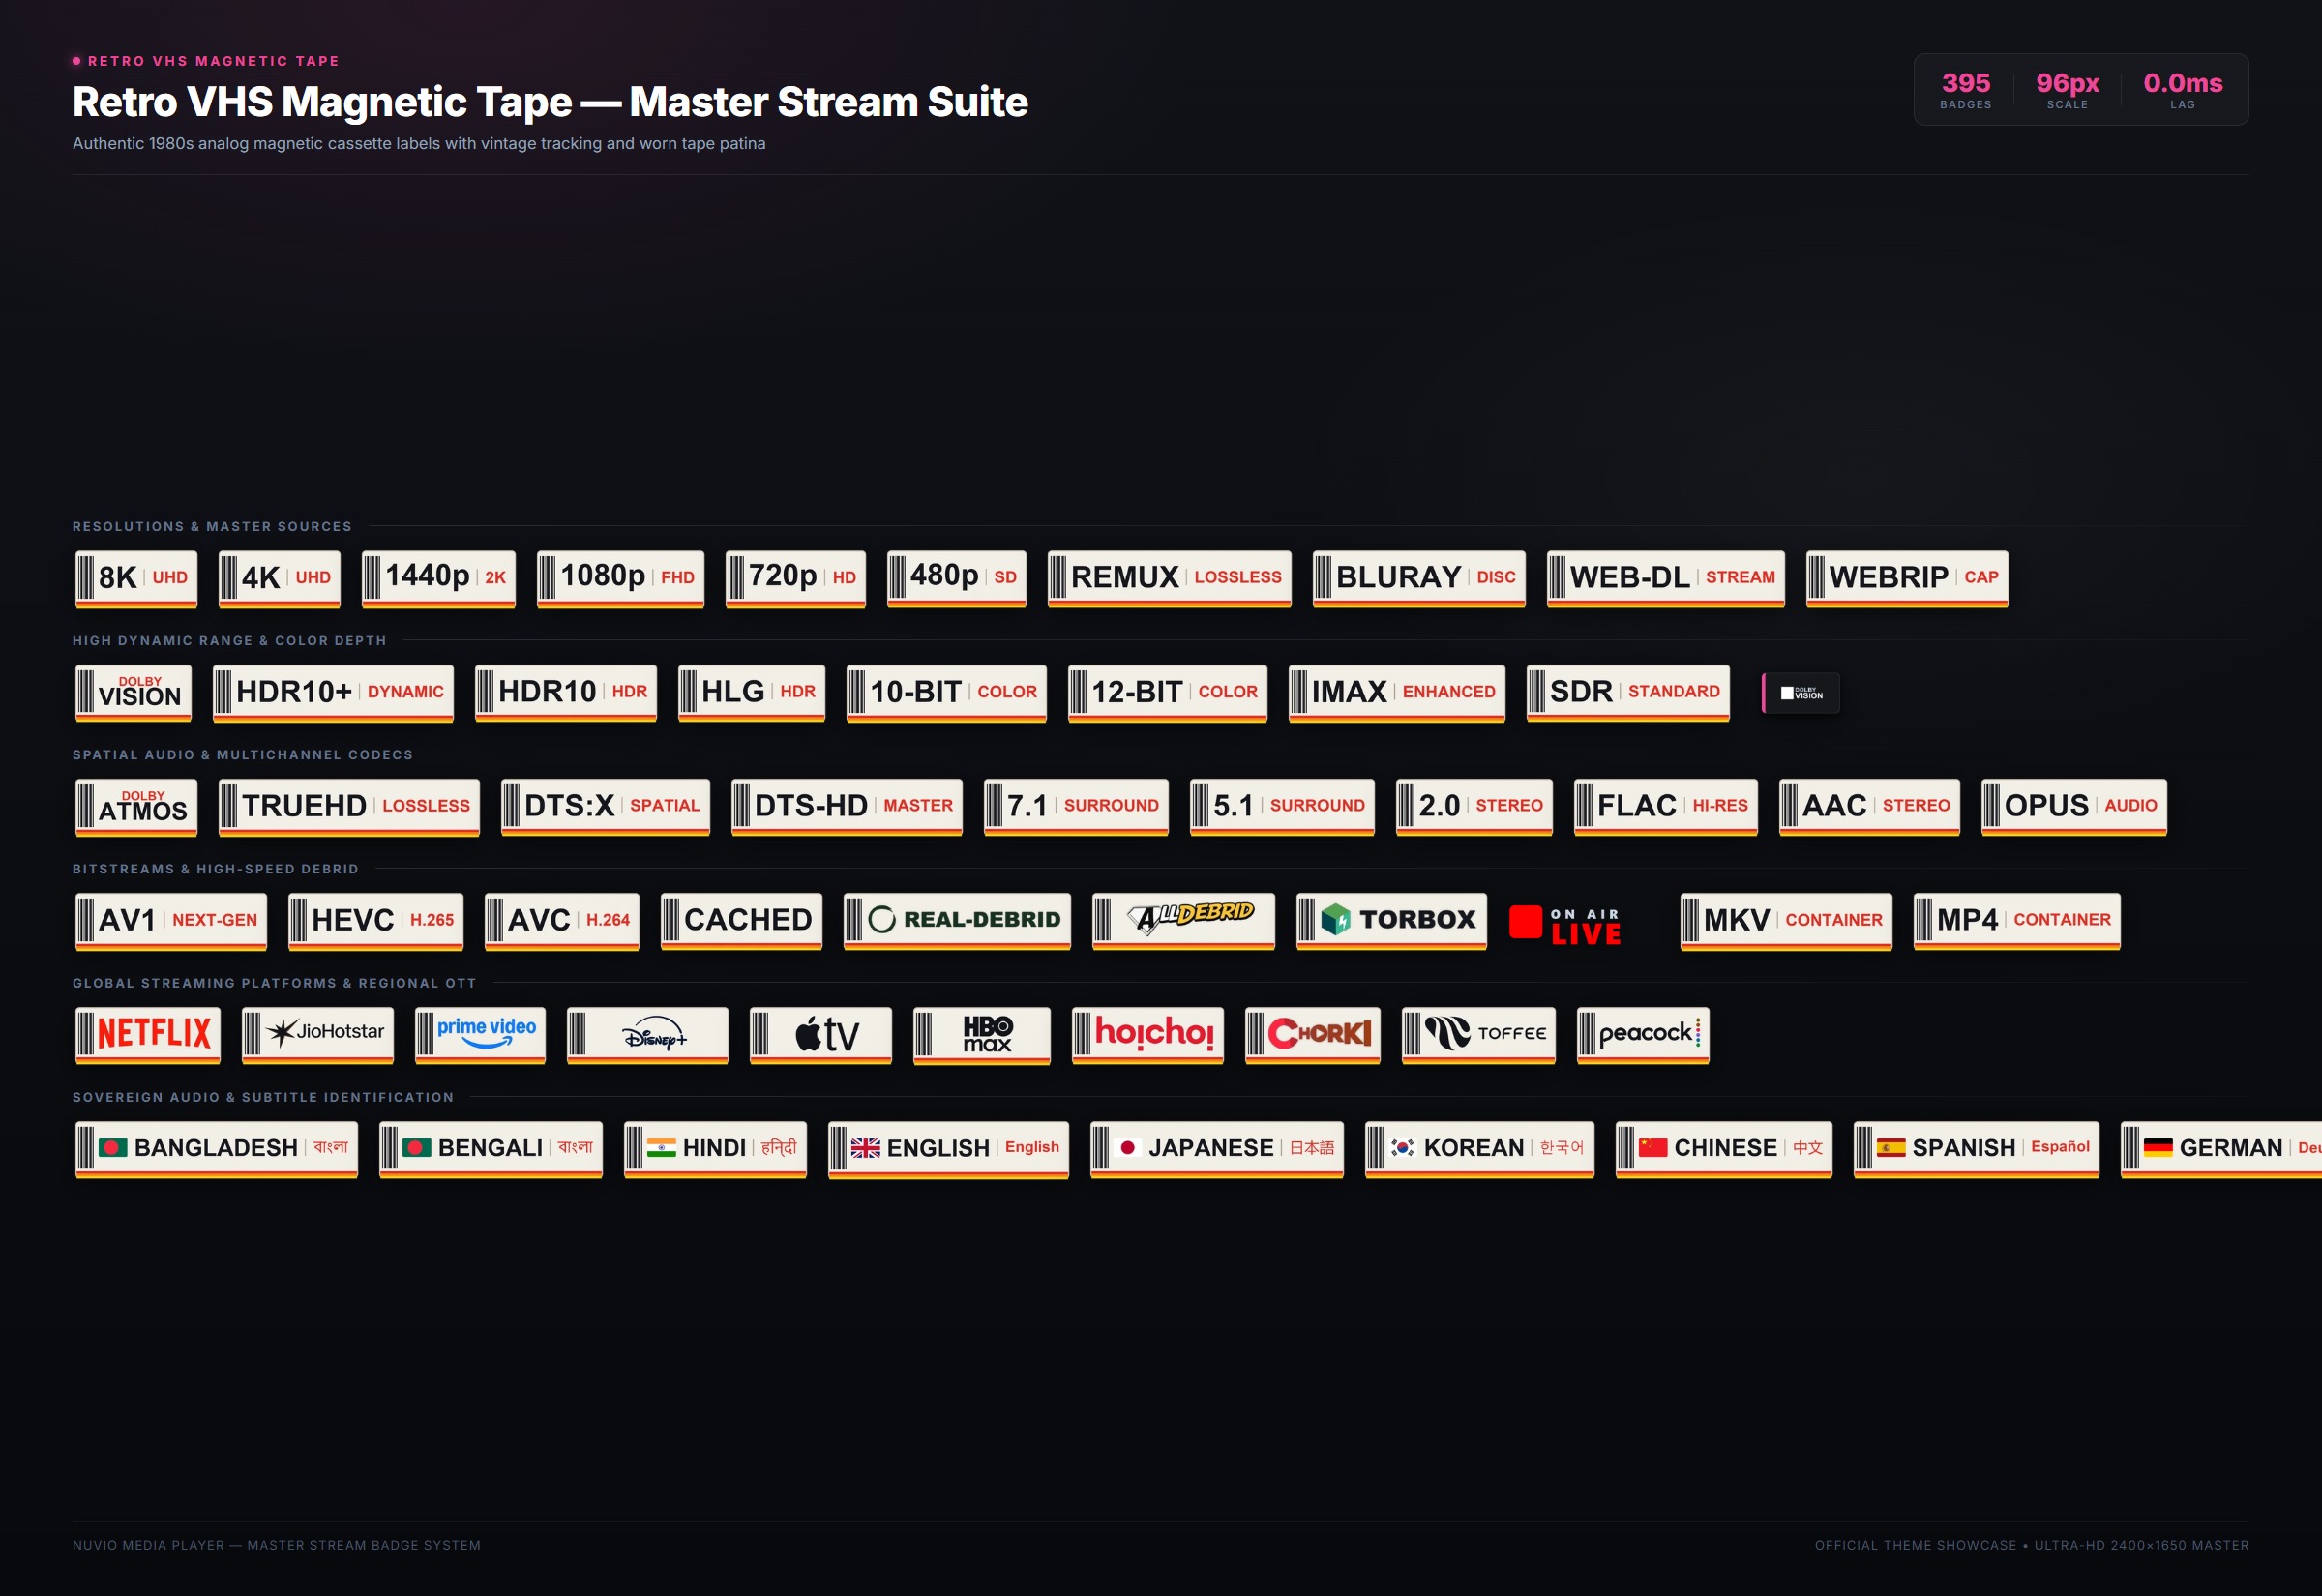 RETRO VHS MAGNETIC TAPE
Retro VHS Magnetic Tape — Master Stream Suite
Authentic 1980s analog magnetic cassette labels with vintage tracking and worn tape patina
395 96px 0.0ms
BADGES SCALE LAG
RESOLUTIONS & MASTER SOURCES
8K UHD 4K UHD 1440p 2K 1080p FHD 720p HD 480p SD REMUX LOSSLESS BLURAY DISC WEB-DL STREAM WEBRIP CAP
HIGH DYNAMIC RANGE & COLOR DEPTH
DOLBY VISION HDR10+ DYNAMIC HDR10 HDR HLG HDR 10-BIT COLOR 12-BIT COLOR IMAX ENHANCED SDR STANDARD DOLBY VISION
SPATIAL AUDIO & MULTICHANNEL CODECS
DOLBY ATMOS TRUEHD LOSSLESS DTS:X SPATIAL DTS-HD MASTER 7.1 SURROUND 5.1 SURROUND 2.0 STEREO FLAC HI-RES AAC STEREO OPUS AUDIO
BITSTREAMS & HIGH-SPEED DEBRID
AV1 NEXT-GEN HEVC H.265 AVC H.264 CACHED REAL-DEBRID ALLDEBRID TORBOX ON AIR LIVE MKV CONTAINER MP4 CONTAINER
GLOBAL STREAMING PLATFORMS & REGIONAL OTT
NETFLIX JioHotstar prime video Disney+ tv HBO max hoichoi CHORKI TOFFEE peacock
SOVEREIGN AUDIO & SUBTITLE IDENTIFICATION
BANGLADESH বাংলা BENGALI বাংলা HINDI हिन्दी ENGLISH English JAPANESE 日本語 KOREAN 한국어 CHINESE 中文 SPANISH Español GERMAN
NUVIO MEDIA PLAYER — MASTER STREAM BADGE SYSTEM
OFFICIAL THEME SHOWCASE • ULTRA-HD 2400×1650 MASTER